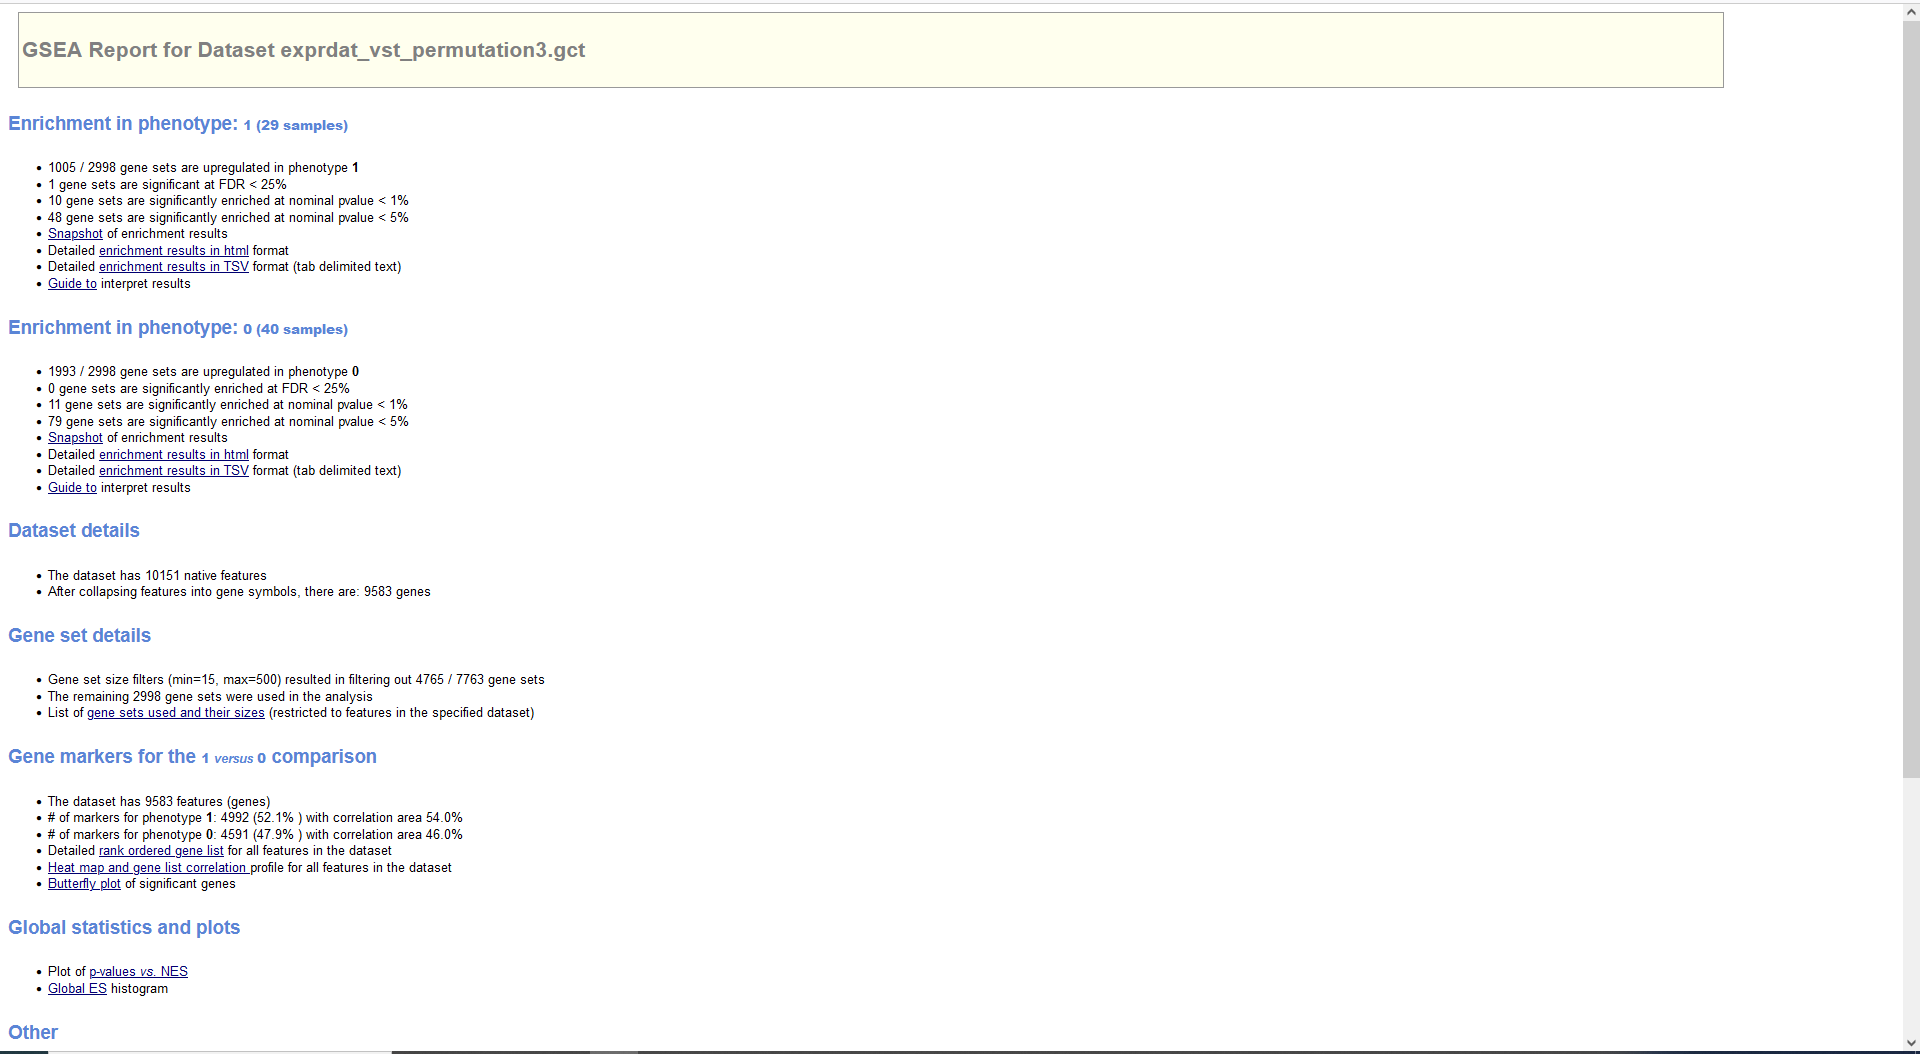 GSEA Report for Dataset exprdat_vst_permutation3.gct
Enrichment in phenotype: 1 (29 samples)
• 1005 / 2998 gene sets are upregulated in phenotype 1
• 1 gene sets are significant at FDR < 25%
• 10 gene sets are significantly enriched at nominal pvalue < 1%
• 48 gene sets are significantly enriched at nominal pvalue < 5%
• Snapshot of enrichment results
• Detailed enrichment results in html format
• Detailed enrichment results in TSV format (tab delimited text)
• Guide to interpret results
Enrichment in phenotype: 0 (40 samples)
• 1993 / 2998 gene sets are upregulated in phenotype 0
• 0 gene sets are significantly enriched at FDR < 25%
• 11 gene sets are significantly enriched at nominal pvalue < 1%
• 79 gene sets are significantly enriched at nominal pvalue < 5%
• Snapshot of enrichment results
• Detailed enrichment results in html format
• Detailed enrichment results in TSV format (tab delimited text)
• Guide to interpret results
Dataset details
• The dataset has 10151 native features
• After collapsing features into gene symbols, there are: 9583 genes
Gene set details
• Gene set size filters (min=15, max=500) resulted in filtering out 4765 / 7763 gene sets
• The remaining 2998 gene sets were used in the analysis
• List of gene sets used and their sizes (restricted to features in the specified dataset)
Gene markers for the 1 versus 0 comparison
• The dataset has 9583 features (genes)
• # of markers for phenotype 1: 4992 (52.1% ) with correlation area 54.0%
• # of markers for phenotype 0: 4591 (47.9% ) with correlation area 46.0%
• Detailed rank ordered gene list for all features in the dataset
• Heat map and gene list correlation profile for all features in the dataset
• Butterfly plot of significant genes
Global statistics and plots
• Plot of p-values vs. NES
• Global ES histogram
Other